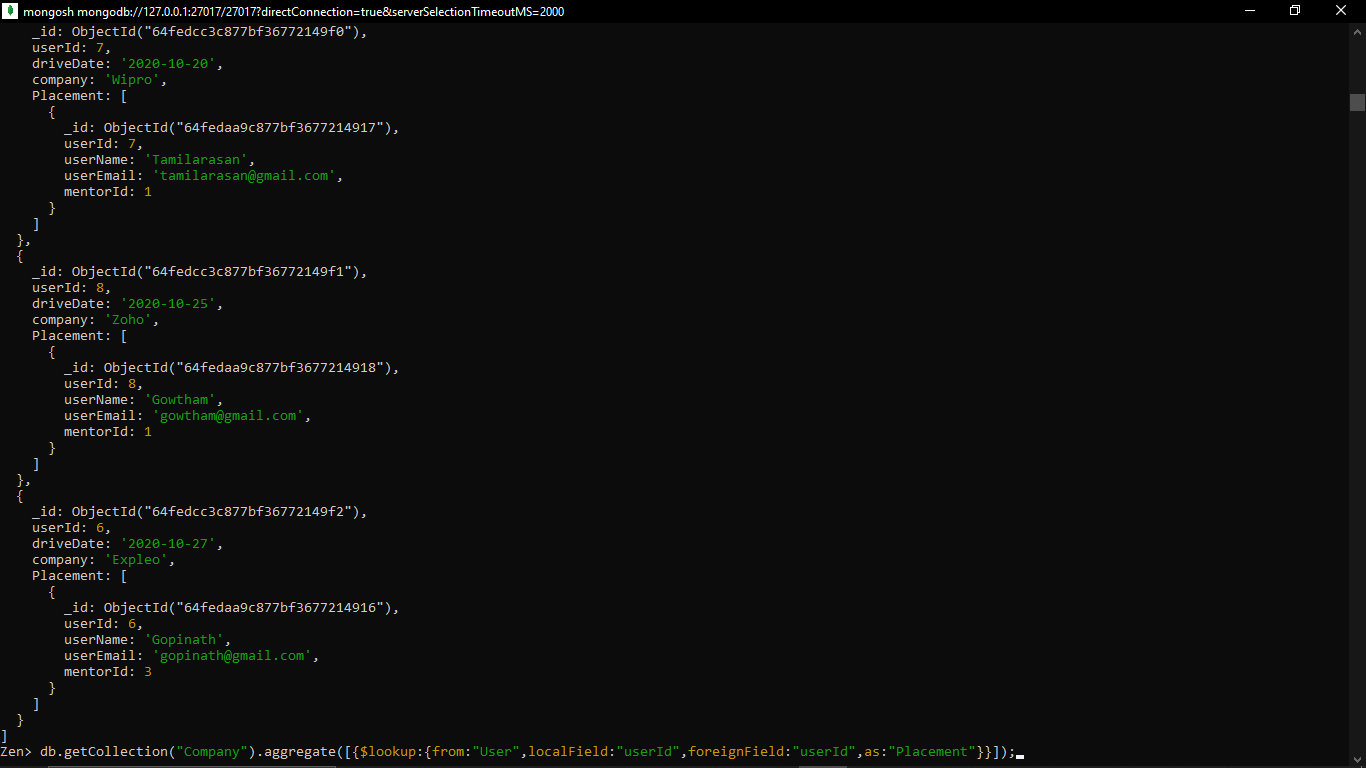 mongosh mongodb://127.0.0.1:27017/27017?directConnection=true&serverSelectionTimeoutMS=2000
_id: ObjectId("64fedcc3c877bf36772149f0"),
userId: 7,
driveDate: '2020-10-20',
company: 'Wipro',
Placement: [
{
_id: ObjectId("64fedaa9c877bf3677214917"),
userId: 7,
userName: 'Tamilarasan',
userEmail: 'tamilarasan@gmail.com',
mentorId: 1
}
]
},
{
_id: ObjectId("64fedcc3c877bf36772149f1"),
userId: 8,
driveDate: '2020-10-25',
company: 'Zoho',
Placement: [
{
_id: ObjectId("64fedaa9c877bf3677214918"),
userId: 8,
userName: 'Gowtham',
userEmail: 'gowtham@gmail.com',
mentorId: 1
}
]
},
{
_id: ObjectId("64fedcc3c877bf36772149f2"),
userId: 6,
driveDate: '2020-10-27',
company: 'Expleo',
Placement: [
{
_id: ObjectId("64fedaa9c877bf3677214916"),
userId: 6,
userName: 'Gopinath',
userEmail: 'gopinath@gmail.com',
mentorId: 3
}
]
}
]
Zen> db.getCollection("Company").aggregate([{$lookup:{from:"User",localField:"userId",foreignField:"userId",as:"Placement"}}]);